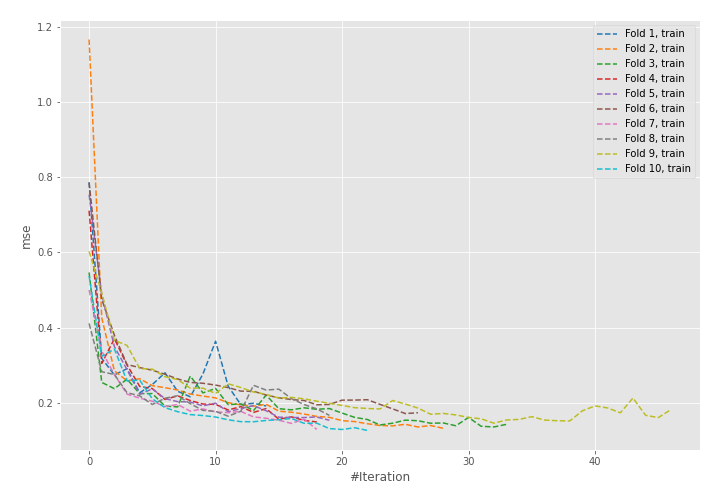 1.2
1.0
0.8
0.6
0.4
0.2
mse
0
10
20
30
40
#Iteration
Fold 1, train
Fold 2, train
Fold 3, train
Fold 4, train
Fold 5, train
Fold 6, train
Fold 7, train
Fold 8, train
Fold 9, train
Fold 10, train